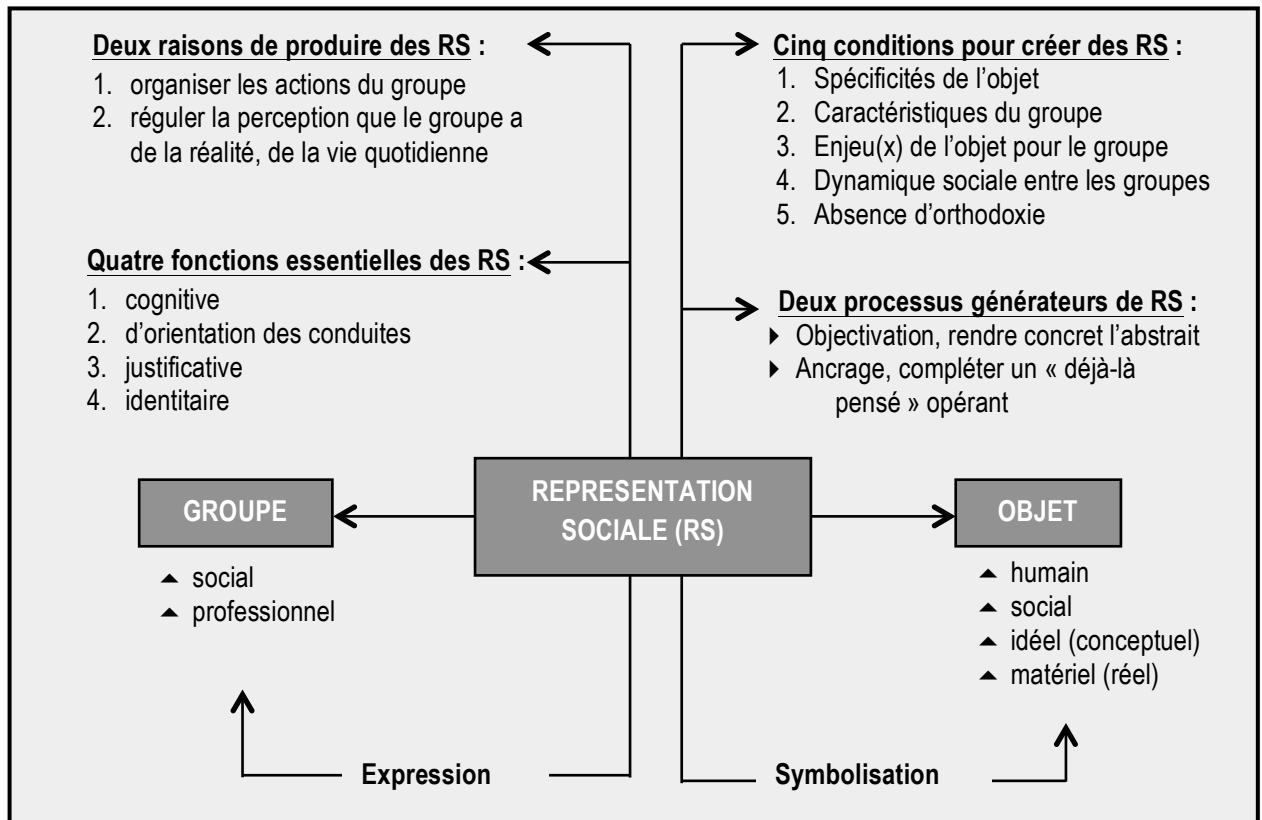 Deux raisons de produire des RS :
1. organiser les actions du groupe
2. réguler la perception que le groupe a
de la réalité, de la vie quotidienne
Quatre fonctions essentielles des RS :
1. cognitive
2. d’orientation des conduites
3. justificative
4. identitaire
Cinq conditions pour créer des RS :
1. Spécificités de l’objet
2. Caractéristiques du groupe
3. Enjeu(x) de l’objet pour le groupe
4. Dynamique sociale entre les groupes
5. Absence d’orthodoxie
Deux processus générateurs de RS :
Objectivation, rendre concret l’abstrait
Ancrage, compléter un « déjà-là
pensé » opérant
GROUPE
REPRESENTATION
SOCIALE (RS)
OBJET
social
professionnel
humain
social
idéel (conceptuel)
matériel (réel)
Expression
Symbolisation